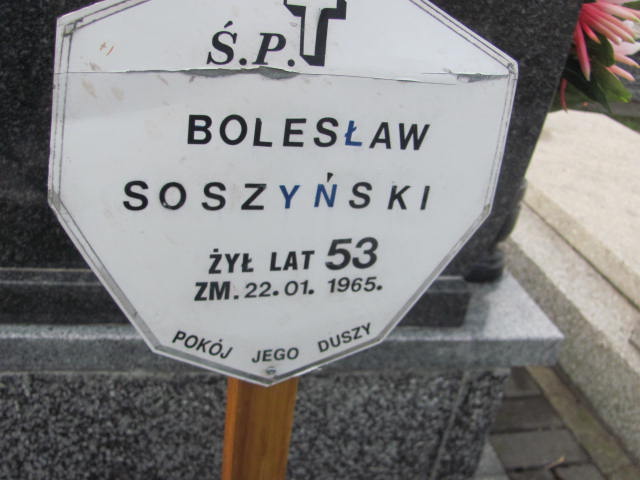 Ś.P.
BOLESŁAW
SOSZYŃSKI
ŻYŁ LAT 53
ZM. 22.01. 1965.
POKÓJ JEGO DUSZY